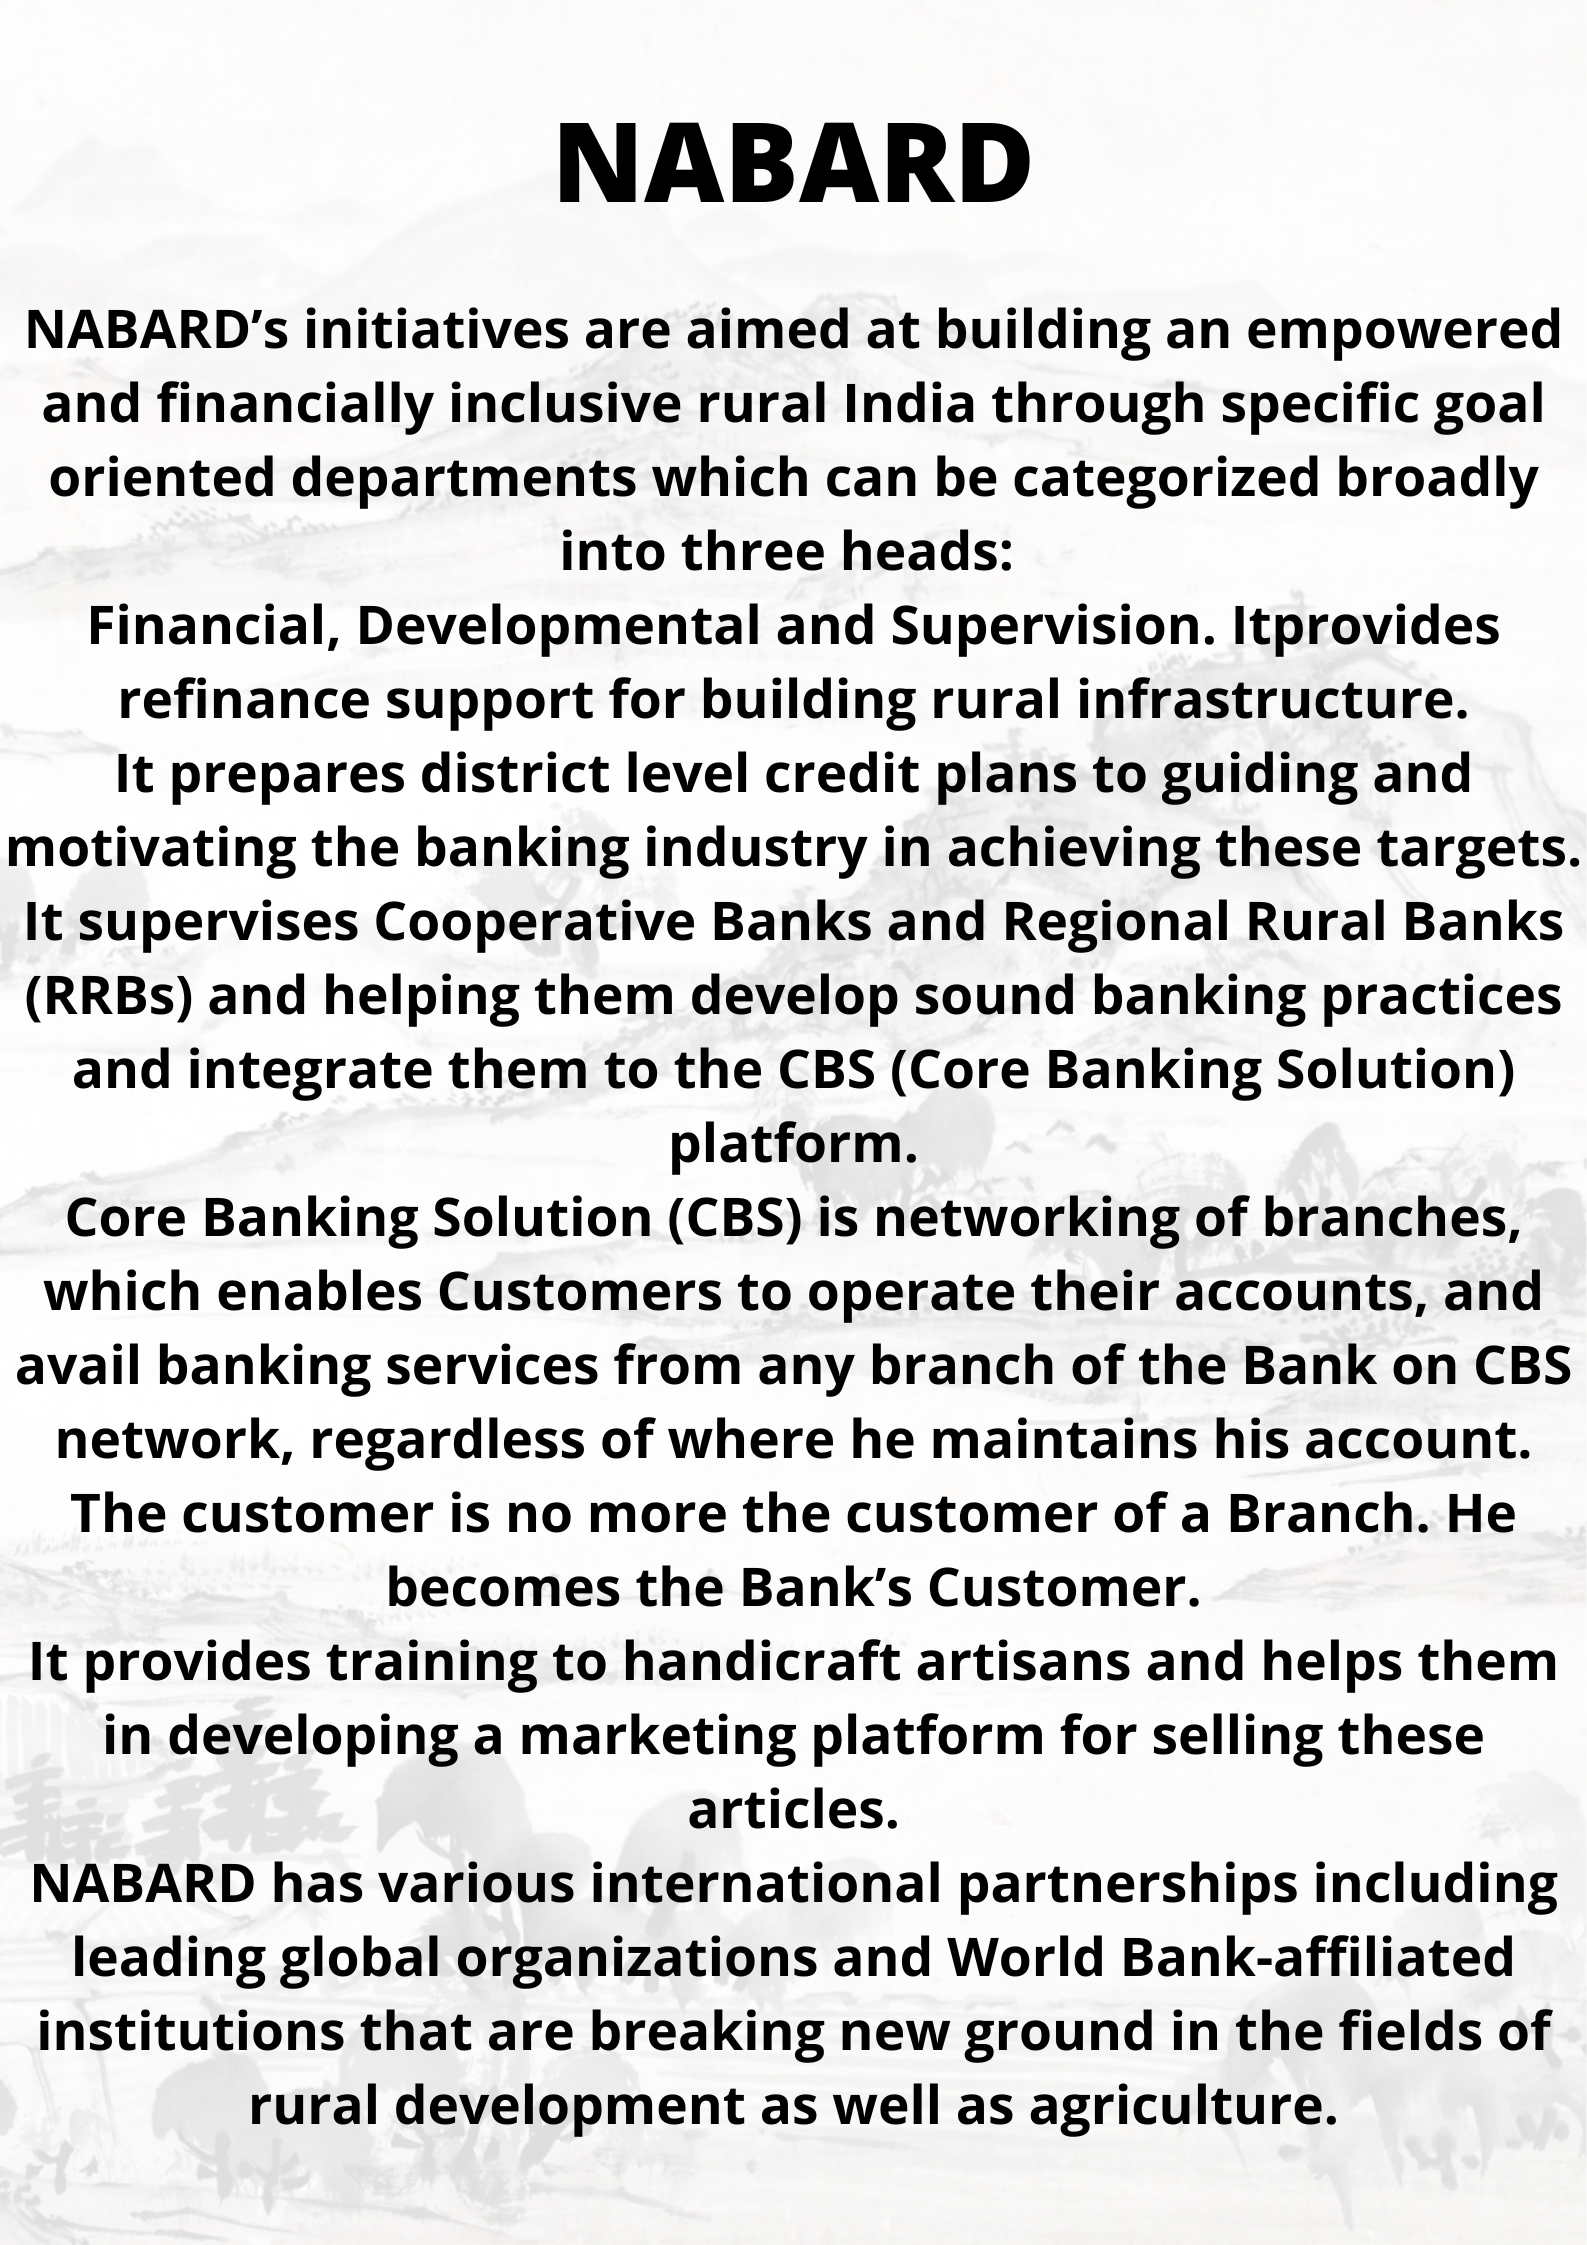 NABARD
NABARD’s initiatives are aimed at building an empowered
and financially inclusive rural India through specific goal
oriented departments which can be categorized broadly
into three heads:
Financial, Developmental and Supervision. Itprovides
refinance support for building rural infrastructure.
It prepares district level credit plans to guiding and
motivating the banking industry in achieving these targets.
It supervises Cooperative Banks and Regional Rural Banks
(RRBs) and helping them develop sound banking practices
and integrate them to the CBS (Core Banking Solution)
platform.
Core Banking Solution (CBS) is networking of branches,
which enables Customers to operate their accounts, and
avail banking services from any branch of the Bank on CBS
network, regardless of where he maintains his account.
The customer is no more the customer of a Branch. He
becomes the Bank’s Customer.
It provides training to handicraft artisans and helps them
in developing a marketing platform for selling these
articles.
NABARD has various international partnerships including
leading global organizations and World Bank-affiliated
institutions that are breaking new ground in the fields of
rural development as well as agriculture.